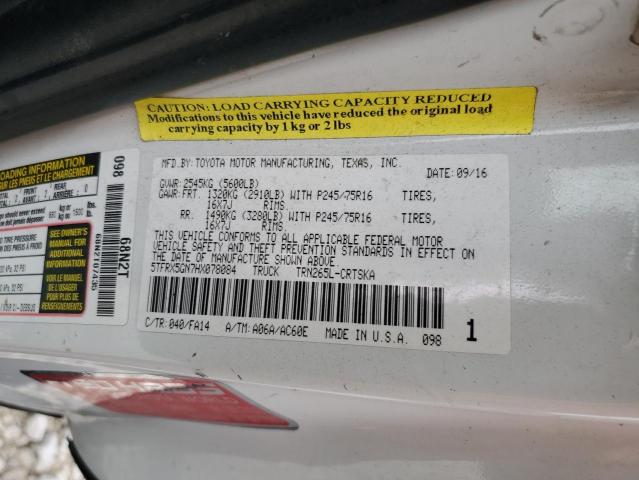 CAUTION: LOAD CARRYING CAPACITY REDUCED
Modifications to this vehicle have reduced the original load
carrying capacity by 1 kg or 2 lbs
MFD.BY: TOYOTA MOTOR MANUFACTURING, TEXAS, INC.
DATE: 09/16
GVWR: 2545KG (5600LB)
GAWR: FRT. 1320KG (2910LB) WITH P245/75R16 TIRES,
16X7J RIMS.
RR. 1490KG (3280LB) WITH P245/75R16 TIRES,
16X7J RIMS.
THIS VEHICLE CONFORMS TO ALL APPLICABLE FEDERAL MOTOR
VEHICLE SAFETY AND BUMPER STANDARDS IN EFFECT ON THE
DATE OF MANUFACTURE SHOWN ABOVE.
5TFRX5GN7HX078084 TRUCK TRN265L-CRTSKA
C/TR: 040/FA14 A/TM: A06A/AC60E MADE IN U.S.A. 098 1
098
6AN2T
LOADING INFORMATION
SEE OWNER'S
MANUAL FOR
ADDITIONAL
INFORMATION